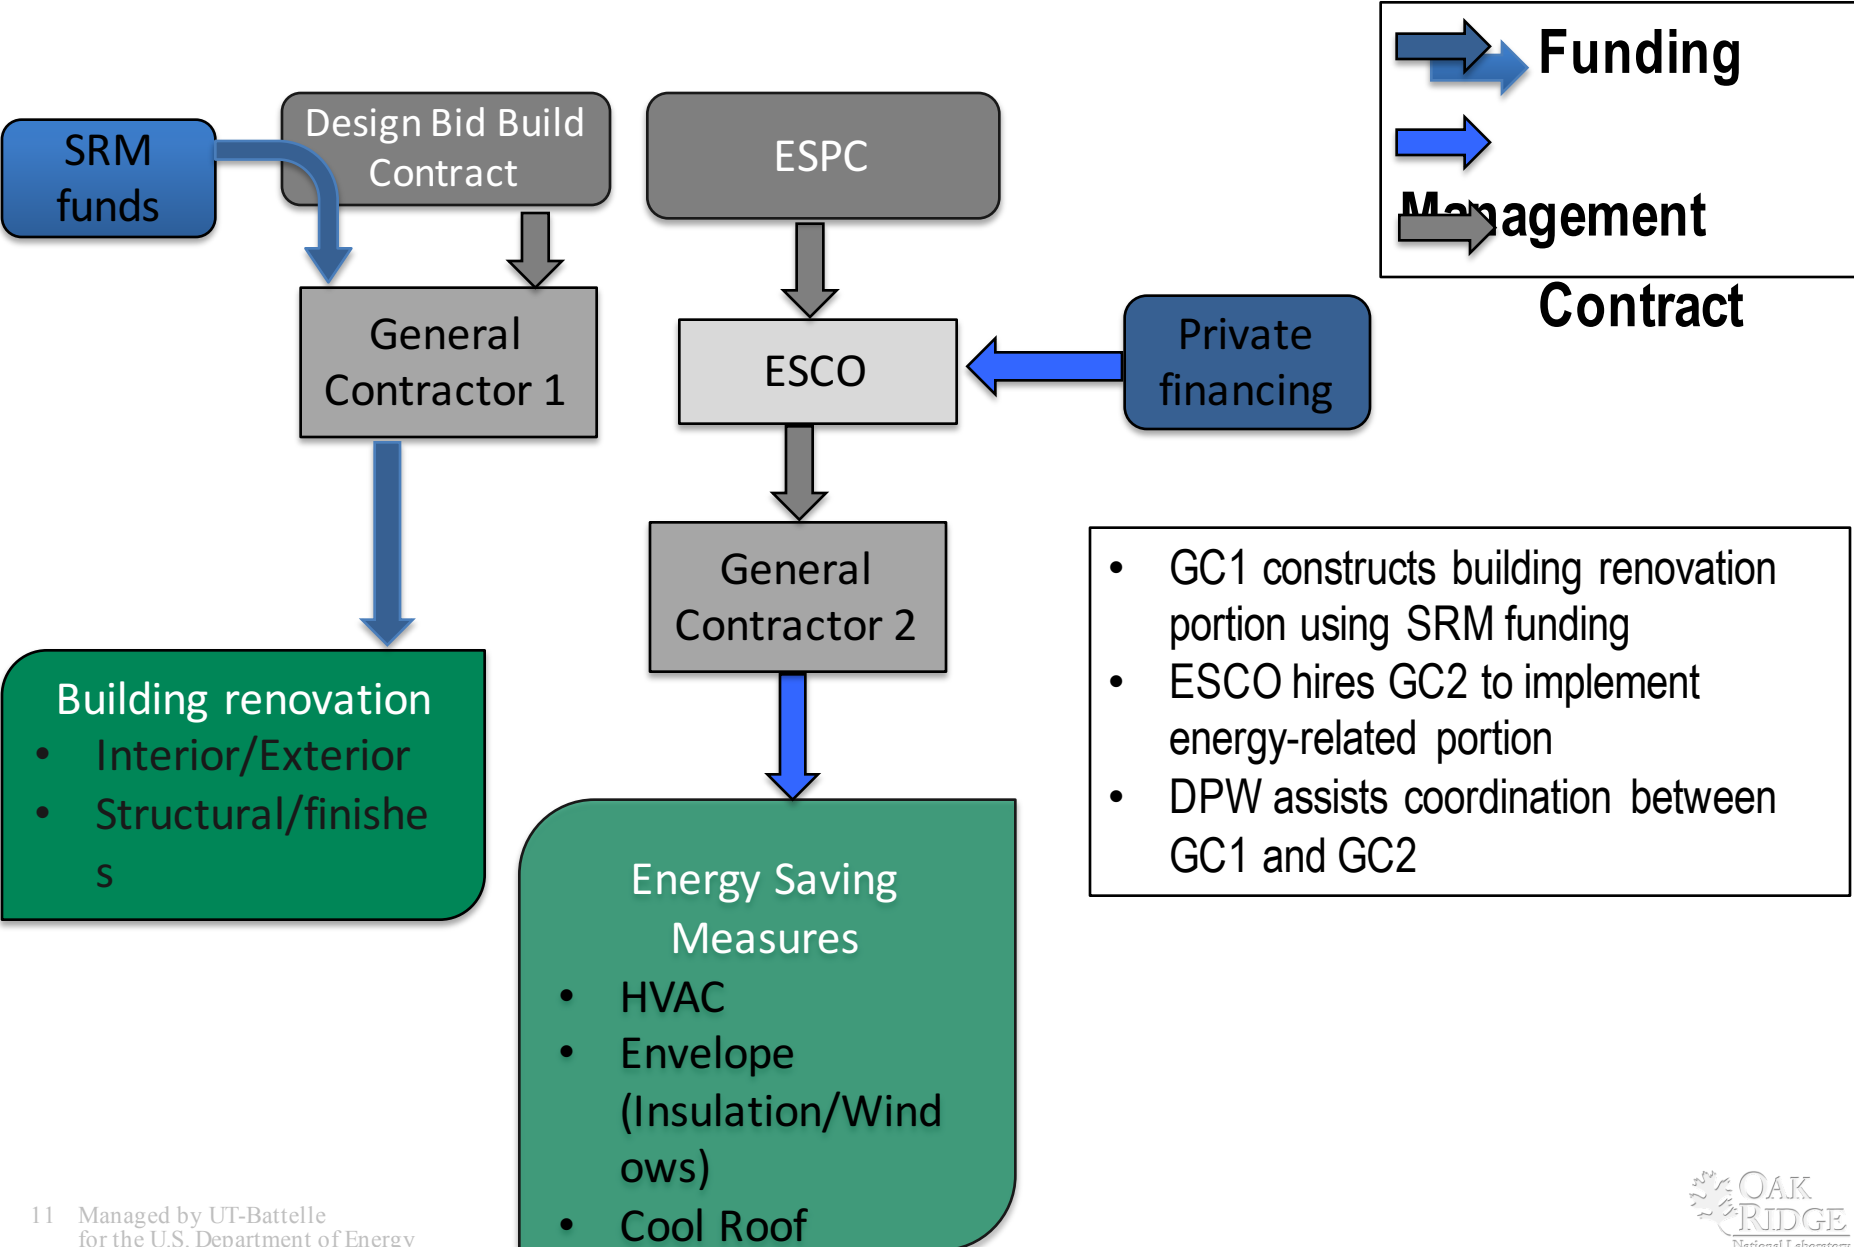 Funding
Management
Contract
SRM
funds
Design Bid Build
Contract
ESPC
General
Contractor 1
ESCO
Private
financing
General
Contractor 2
Building renovation
• Interior/Exterior
• Structural/finishe
s
Energy Saving
Measures
• HVAC
• Envelope
(Insulation/Wind
ows)
• Cool Roof
• GC1 constructs building renovation
portion using SRM funding
• ESCO hires GC2 to implement
energy-related portion
• DPW assists coordination between
GC1 and GC2
11 Managed by UT-Battelle
for the U.S. Department of Energy
OAK
RIDGE
National Laboratory